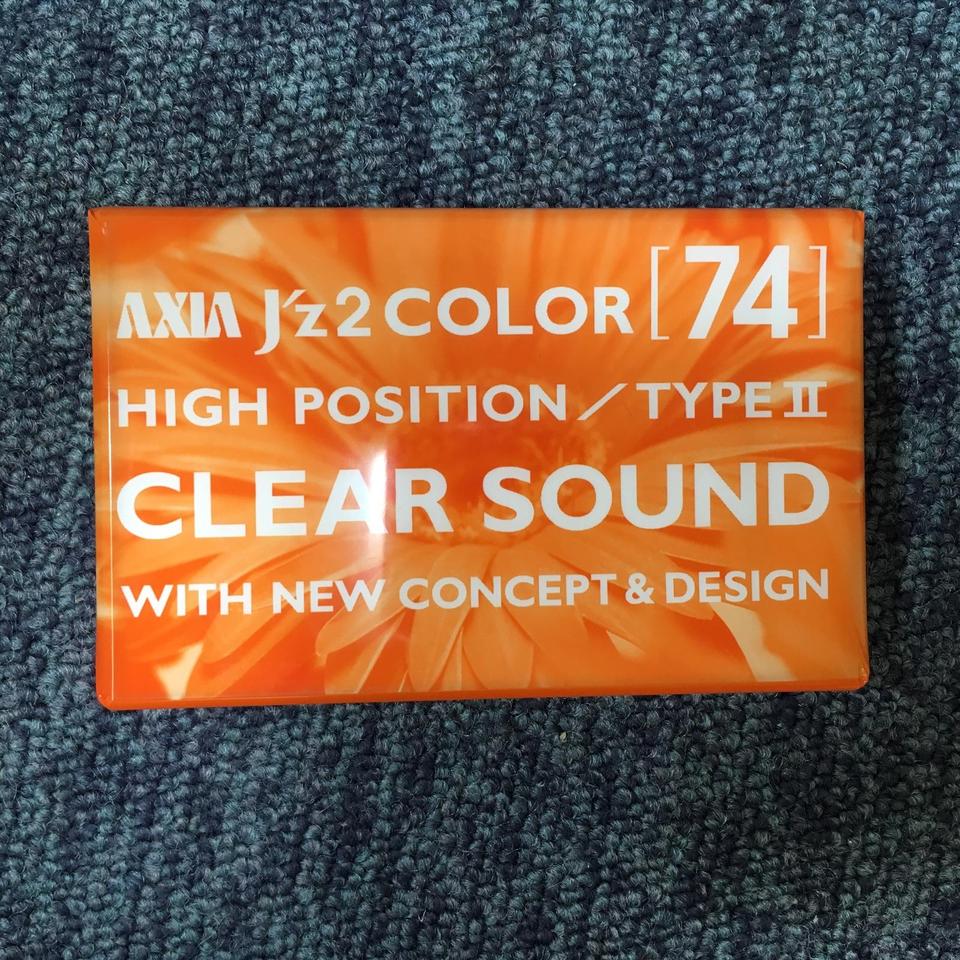 AXIA J'z2 COLOR [74]
HIGH POSITION / TYPE II
CLEAR SOUND
WITH NEW CONCEPT & DESIGN